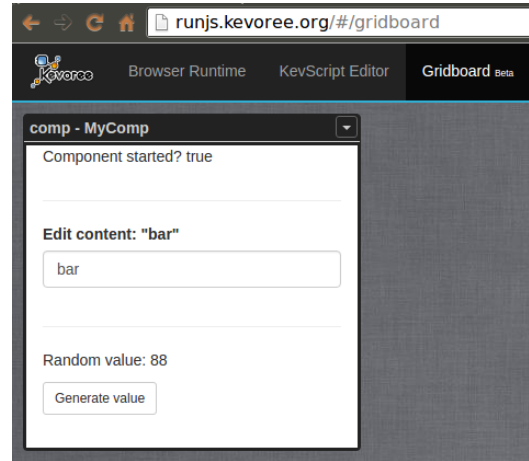 runjs.kevoree.org/#/gridboard
Kevoree
Browser Runtime
KevScript Editor
Gridboard Beta
comp - MyComp
Component started? true
Edit content: "bar"
bar
Random value: 88
Generate value